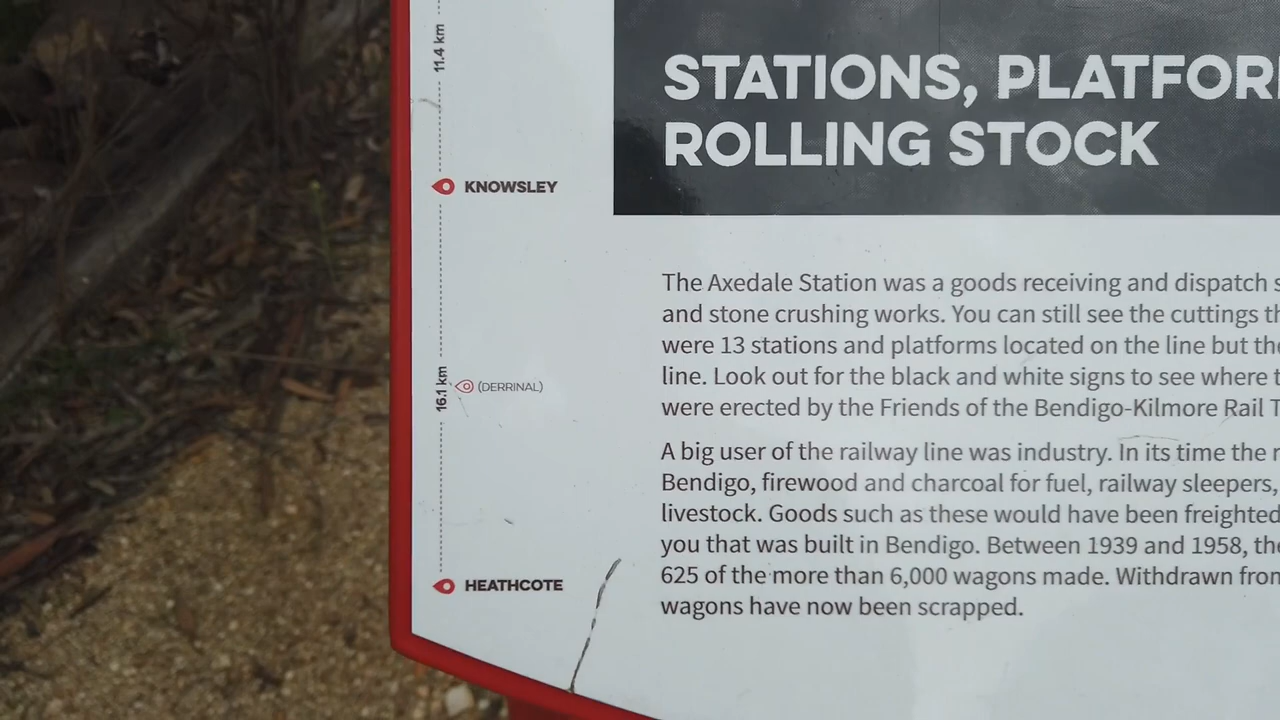 11.4 km
KNOWSLEY
16.1 km
(DERRINAL)
HEATHCOTE
STATIONS, PLATFOR
ROLLING STOCK
The Axedale Station was a goods receiving and dispatch s
and stone crushing works. You can still see the cuttings th
were 13 stations and platforms located on the line but the
line. Look out for the black and white signs to see where t
were erected by the Friends of the Bendigo-Kilmore Rail T
A big user of the railway line was industry. In its time the r
Bendigo, firewood and charcoal for fuel, railway sleepers,
livestock. Goods such as these would have been freighted
you that was built in Bendigo. Between 1939 and 1958, the
625 of the more than 6,000 wagons made. Withdrawn from
wagons have now been scrapped.